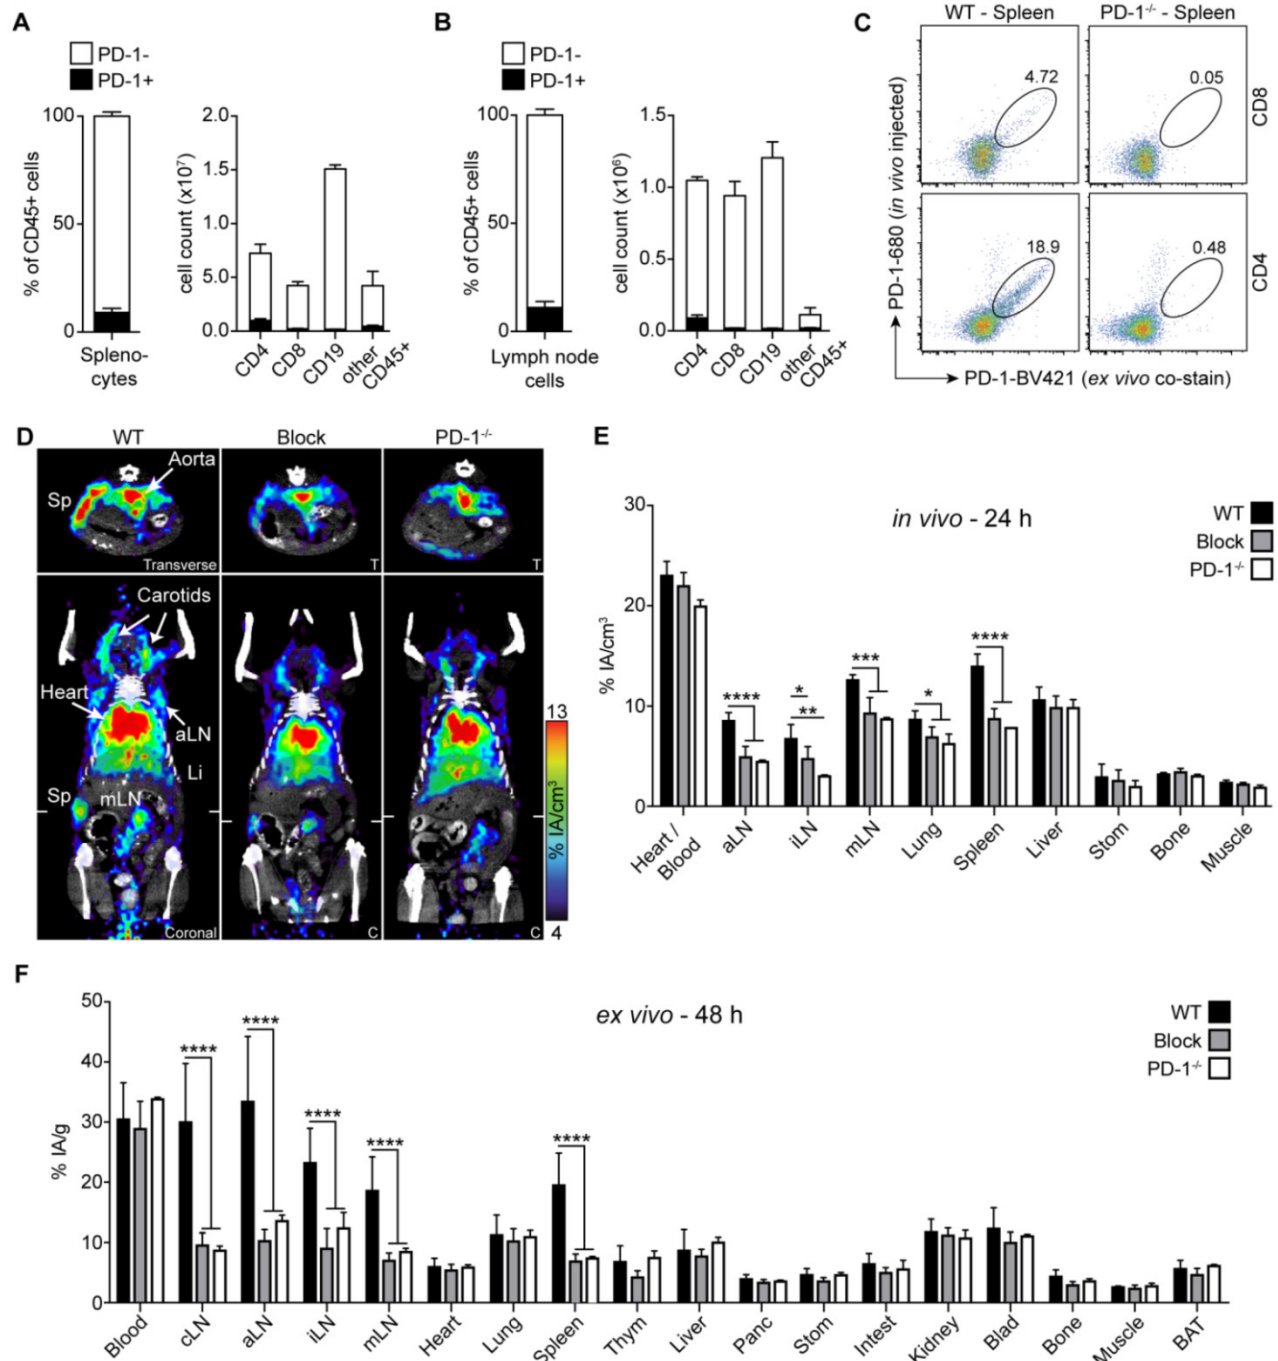 A
PD-1-
PD-1+
% of CD45+ cells
100
50
0
Spleno-
cytes
cell count (x10⁷)
2.0
1.5
1.0
5.0
0.0
CD4
CD8
CD19
other
CD45+
B
PD-1-
PD-1+
% of CD45+ cells
100
50
0
Lymph node
cells
cell count (x10⁶)
1.5
1.0
0.5
0.0
CD4
CD8
CD19
other
CD45+
C
WT - Spleen
PD-1-/- - Spleen
4.72
0.05
CD8
18.9
0.48
CD4
PD-1-680 (in vivo injected)
PD-1-BV421 (ex vivo co-stain)
D
WT
Block
PD-1-/-
Aorta
Sp
Transverse
T
T
Carotids
Heart
aLN
Li
Sp
mLN
Coronal
C
C
13
% IA/cm³
4
E
in vivo - 24 h
WT
Block
PD-1-/-
% IA/cm³
30
20
10
0
****
*
**
***
*
****
Heart /
Blood
aLN
iLN
mLN
Lung
Spleen
Liver
Stom
Bone
Muscle
F
ex vivo - 48 h
WT
Block
PD-1-/-
% IA/g
50
40
30
20
10
0
****
****
****
****
****
Blood
cLN
aLN
iLN
mLN
Heart
Lung
Spleen
Thym
Liver
Panc
Stom
Intest
Kidney
Blad
Bone
Muscle
BAT